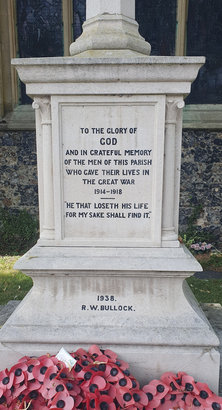 TO THE GLORY OF
GOD
AND IN GRATEFUL MEMORY
OF THE MEN OF THIS PARISH
WHO GAVE THEIR LIVES IN
THE GREAT WAR
1914-1918
"HE THAT LOSETH HIS LIFE
FOR MY SAKE SHALL FIND IT."
1938.
R.W.BULLOCK.